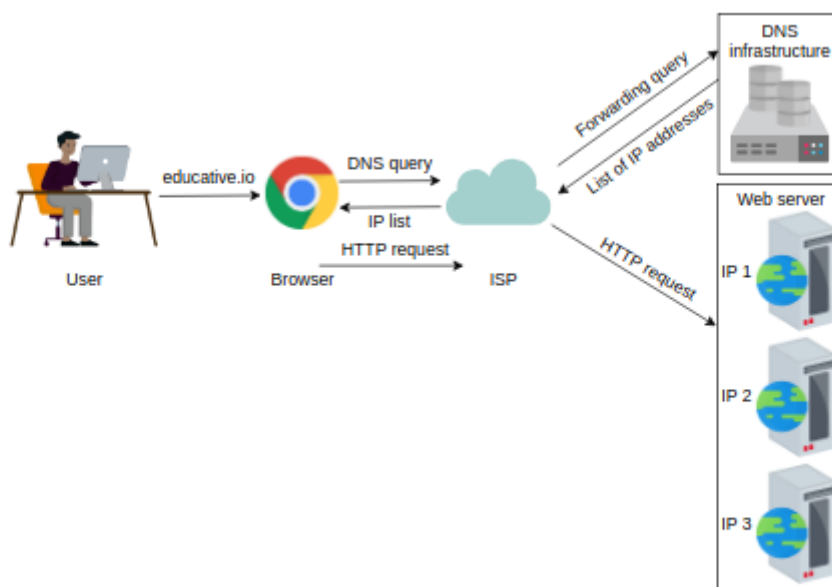 DNS
infrastructure
Forwarding query
List of IP addresses
educative.io
DNS query
IP list
HTTP request
User
Browser
ISP
HTTP request
Web server
IP 1
IP 2
IP 3